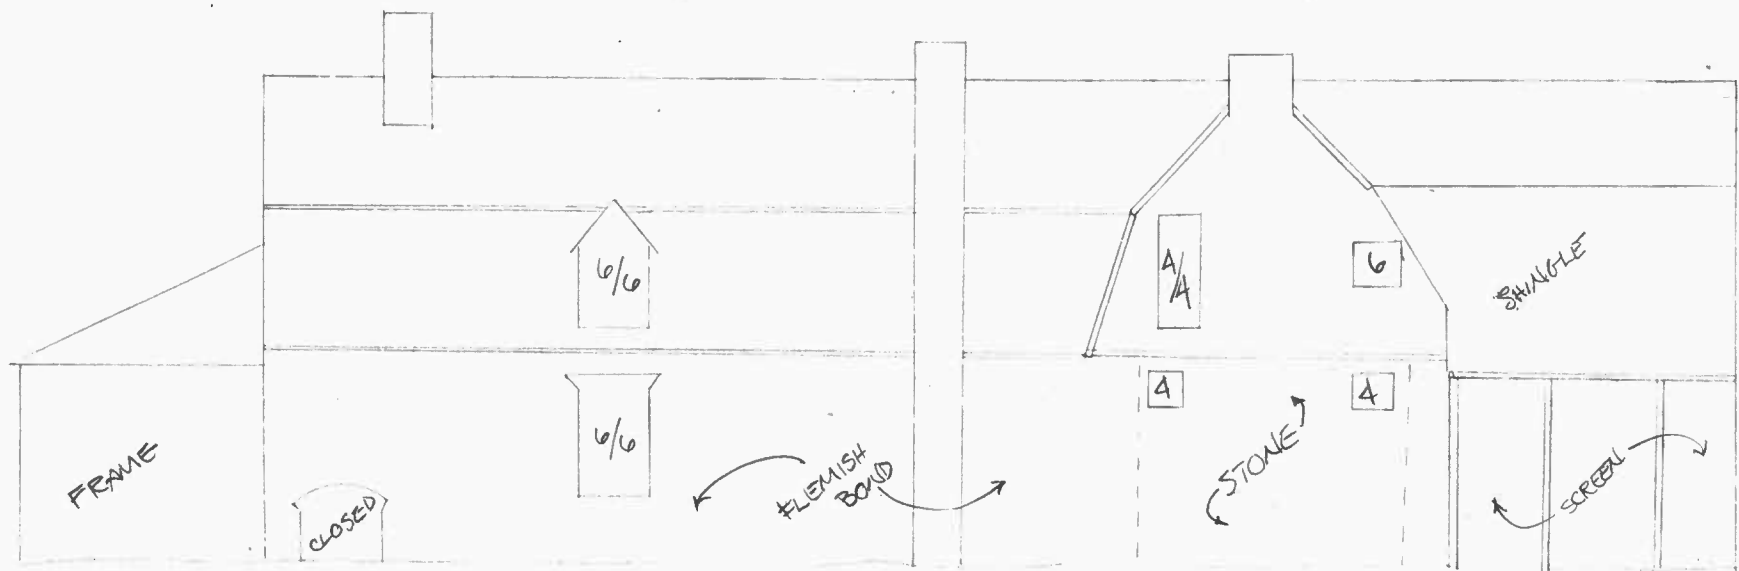 6/6
4/4
6
SHINGLE
4
4
6/6
FRAME
CLOSED
FLEMISH
BOND
STONE
SCREEN